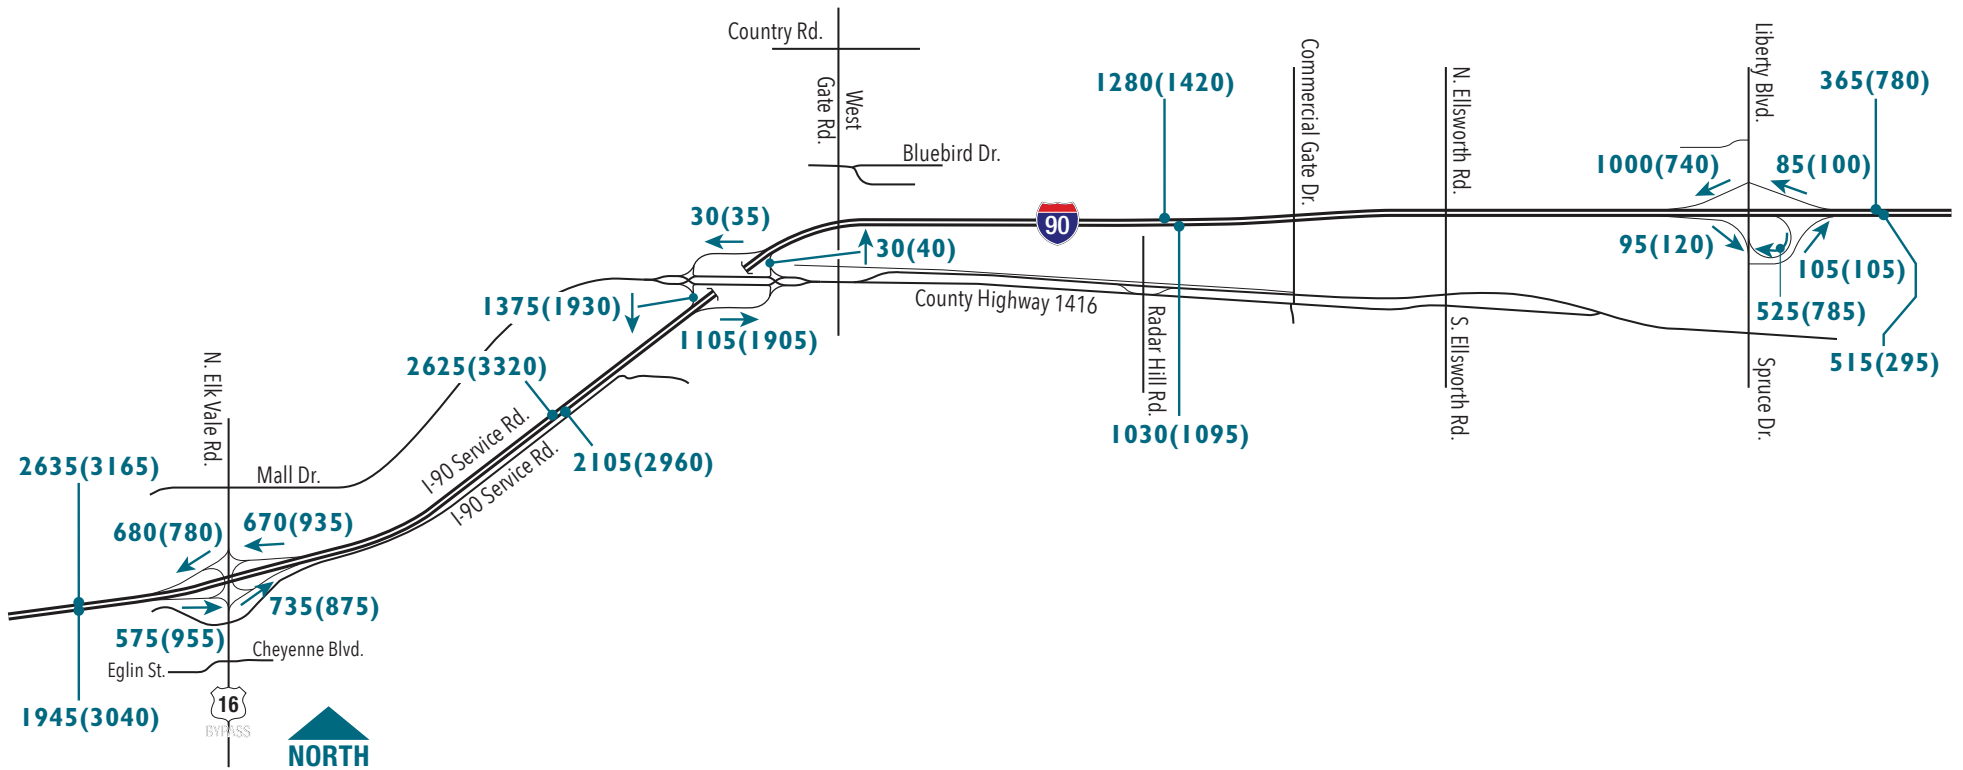 Country Rd.
West
Gate Rd.
Bluebird Dr.
1280(1420)
Commercial Gate Dr.
N. Ellsworth Rd.
Liberty Blvd.
365(780)
1000(740)
85(100)
30(35)
90
30(40)
95(120)
105(105)
525(785)
515(295)
1375(1930)
1105(1905)
County Highway 1416
Radar Hill Rd.
S. Ellsworth Rd.
Spruce Dr.
1030(1095)
2625(3320)
2105(2960)
I-90 Service Rd.
I-90 Service Rd.
N. Elk Vale Rd.
Mall Dr.
2635(3165)
680(780)
670(935)
735(875)
575(955)
Cheyenne Blvd.
Eglin St.
16
BYPASS
1945(3040)
NORTH